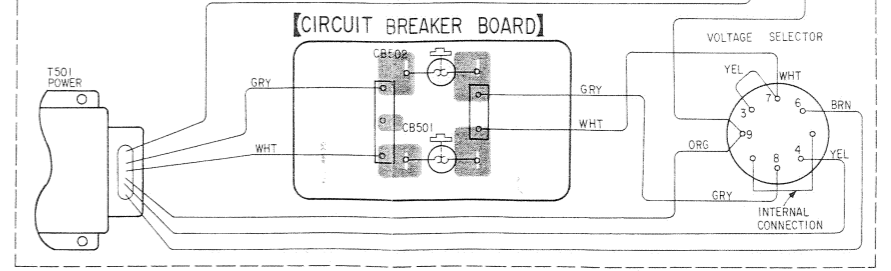 【CIRCUIT BREAKER BOARD】
VOLTAGE SELECTOR
CB502
T501
POWER
YEL
WHT
7
GRY
GRY
3
6
BRN
WHT
CB501
9
WHT
ORG
8
4
YEL
GRY
INTERNAL
CONNECTION